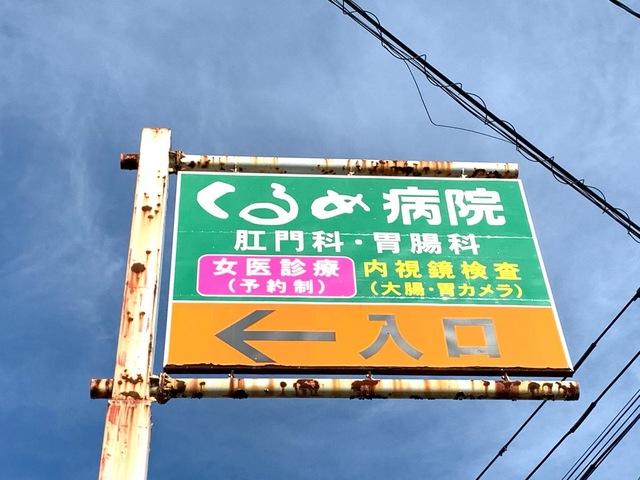 くるめ病院
肛門科・胃腸科
女医診療
(予約制)
内視鏡検査
(大腸・胃カメラ)
← 入口